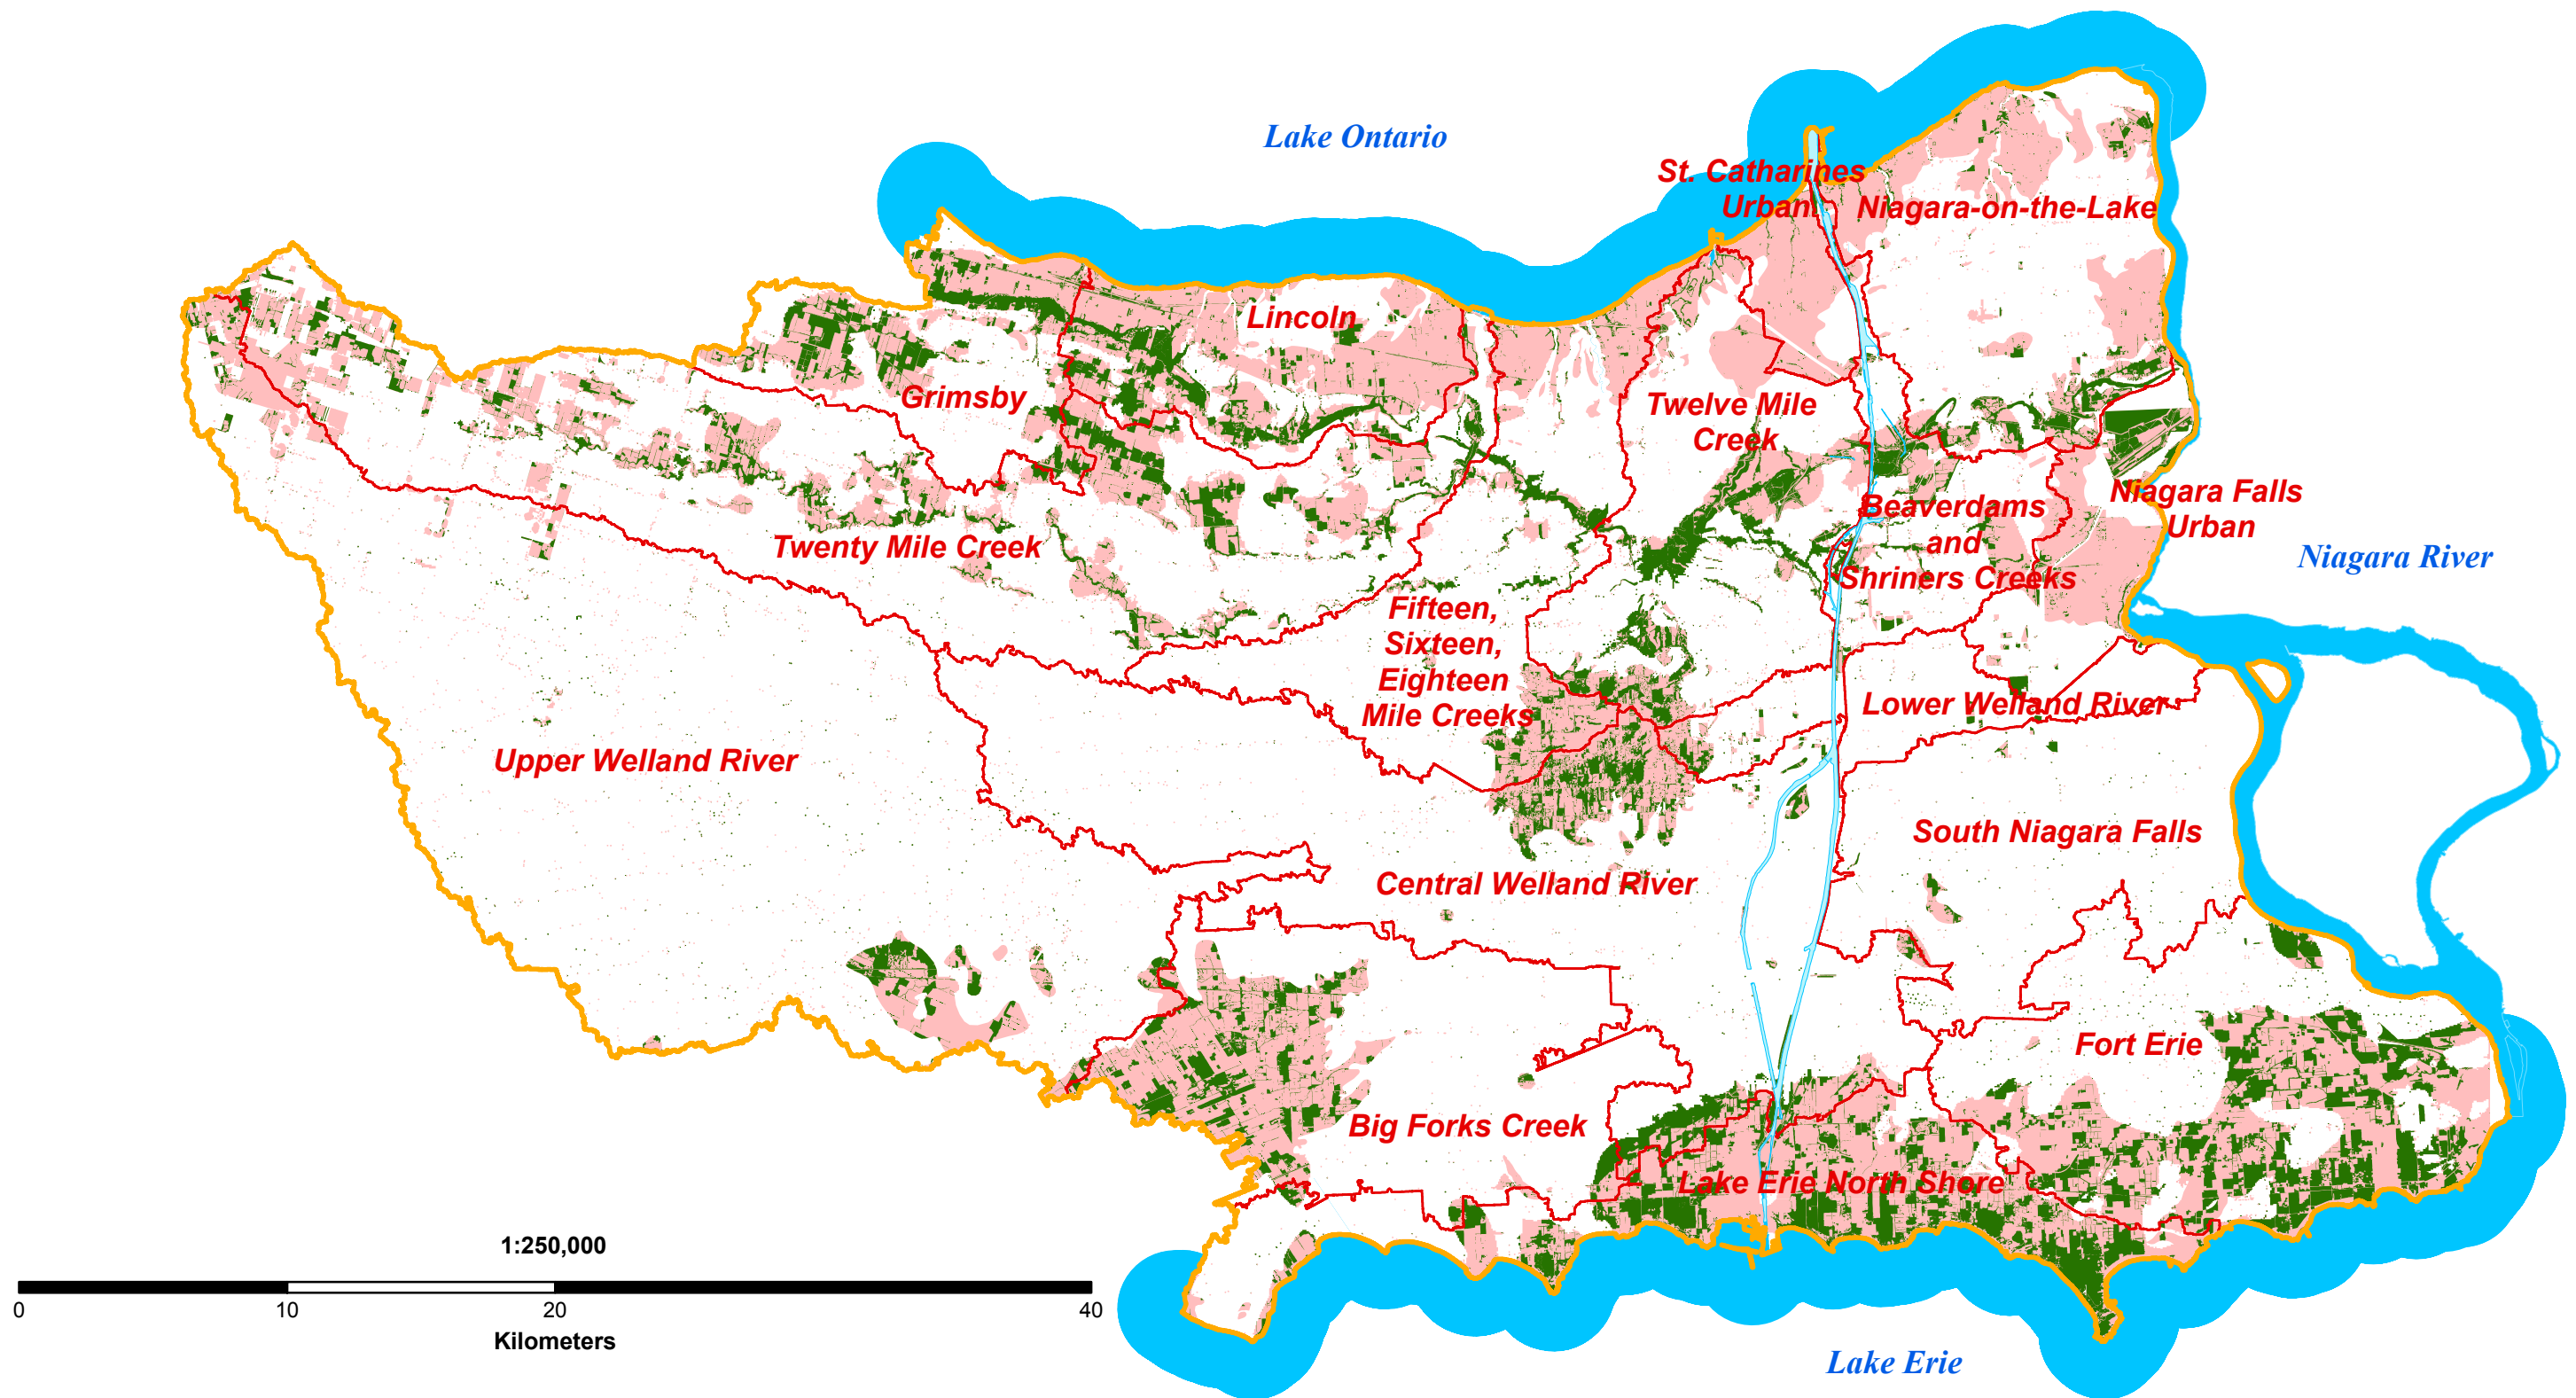 Lake Ontario
St. Catharines
Urban
Niagara-on-the-Lake
Lincoln
Grimsby
Twelve Mile
Creek
Niagara Falls
Urban
Beaverdams
and
Shriners Creeks
Niagara River
Twenty Mile Creek
Fifteen,
Sixteen,
Eighteen
Mile Creeks
Lower Welland River
Upper Welland River
South Niagara Falls
Central Welland River
Fort Erie
Big Forks Creek
Lake Erie North Shore
1:250,000
0 10 20 40
Kilometers
Lake Erie